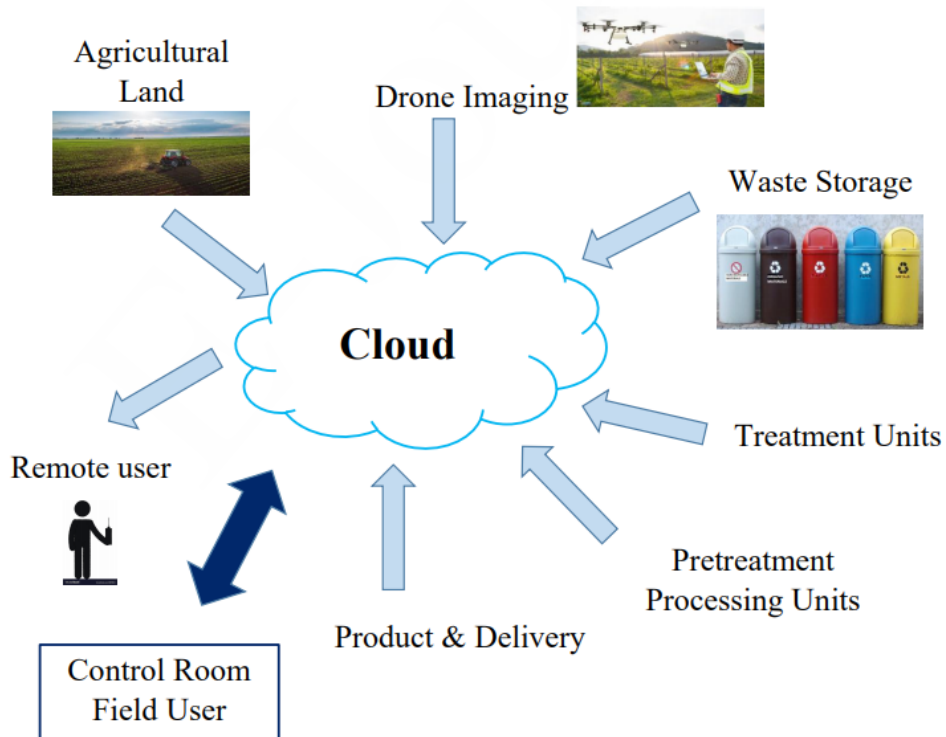 Agricultural
Land
Drone Imaging
Waste Storage
Cloud
Treatment Units
Remote user
Pretreatment
Processing Units
Product & Delivery
Control Room
Field User